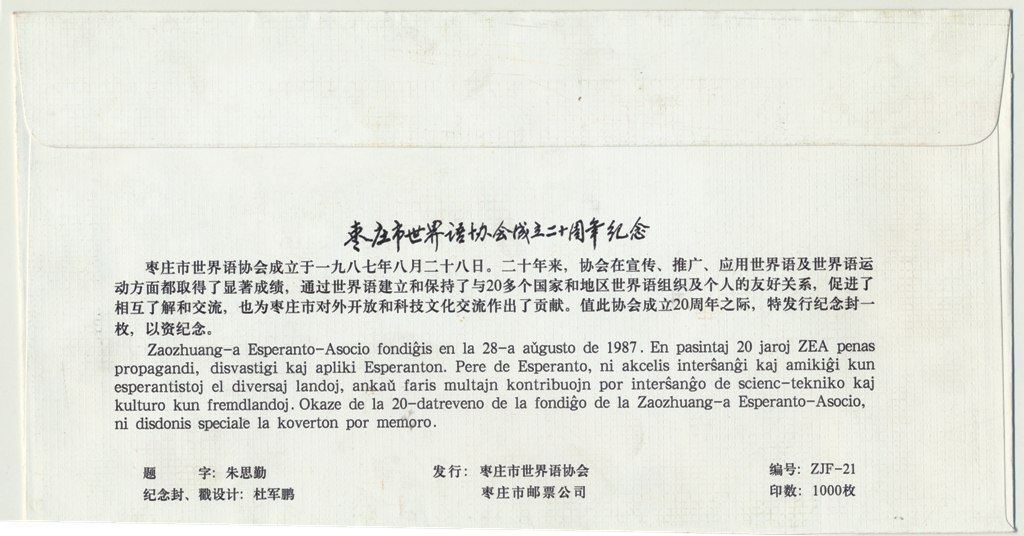 枣庄市世界语协会成立二十周年纪念
枣庄市世界语协会成立于一九八七年八月二十八日。二十年来，协会在宣传、推广、应用世界语及世界语运
动方面都取得了显著成绩，通过世界语建立和保持了与20多个国家和地区世界语组织及个人的友好关系，促进了
相互了解和交流，也为枣庄市对外开放和科技文化交流作出了贡献。值此协会成立20周年之际，特发行纪念封一
枚，以资纪念。
Zaozhuang-a Esperanto-Asocio fondiĝis en la 28-a aŭgusto de 1987. En pasintaj 20 jaroj ZEA penas
propagandi, disvastigi kaj apliki Esperanton. Pere de Esperanto, ni akcelis interŝanĝi kaj amikiĝi kun
esperantistoj el diversaj landoj, ankaŭ faris multajn kontribuojn por interŝanĝo de scienc-tekniko kaj
kulturo kun fremdlandoj. Okaze de la 20-datreveno de la fondiĝo de la Zaozhuang-a Esperanto-Asocio,
ni disdonis speciale la koverton por memoro.
题 字：朱思勤 发行：枣庄市世界语协会 编号：ZJF-21
纪念封、戳设计：杜军鹏 枣庄市邮票公司 印数：1000枚